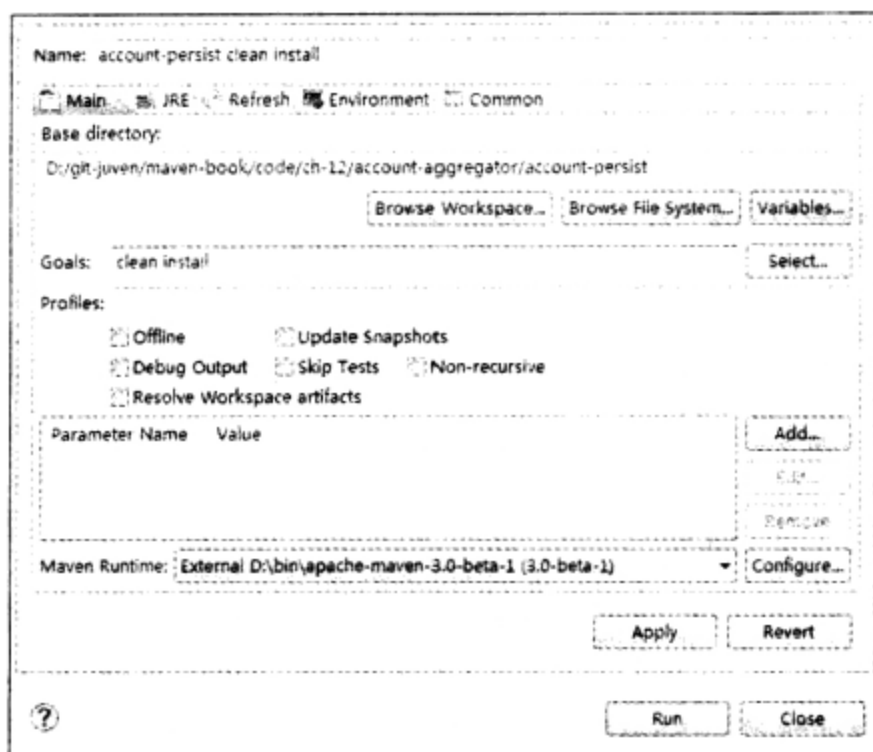 Name: account-persist clean install
Main JRE Refresh Environment Common
Base directory:
D:/git-juven/maven-book/code/ch-12/account-aggregator/account-persist
Browse Workspace... Browse File System... Variables...
Goals: clean install Select...
Profiles:
Offline Update Snapshots
Debug Output Skip Tests Non-recursive
Resolve Workspace artifacts
Parameter Name Value Add...
Edit...
Remove
Maven Runtime: External D:\bin\apache-maven-3.0-beta-1 (3.0-beta-1) Configure...
Apply Revert
? Run Close